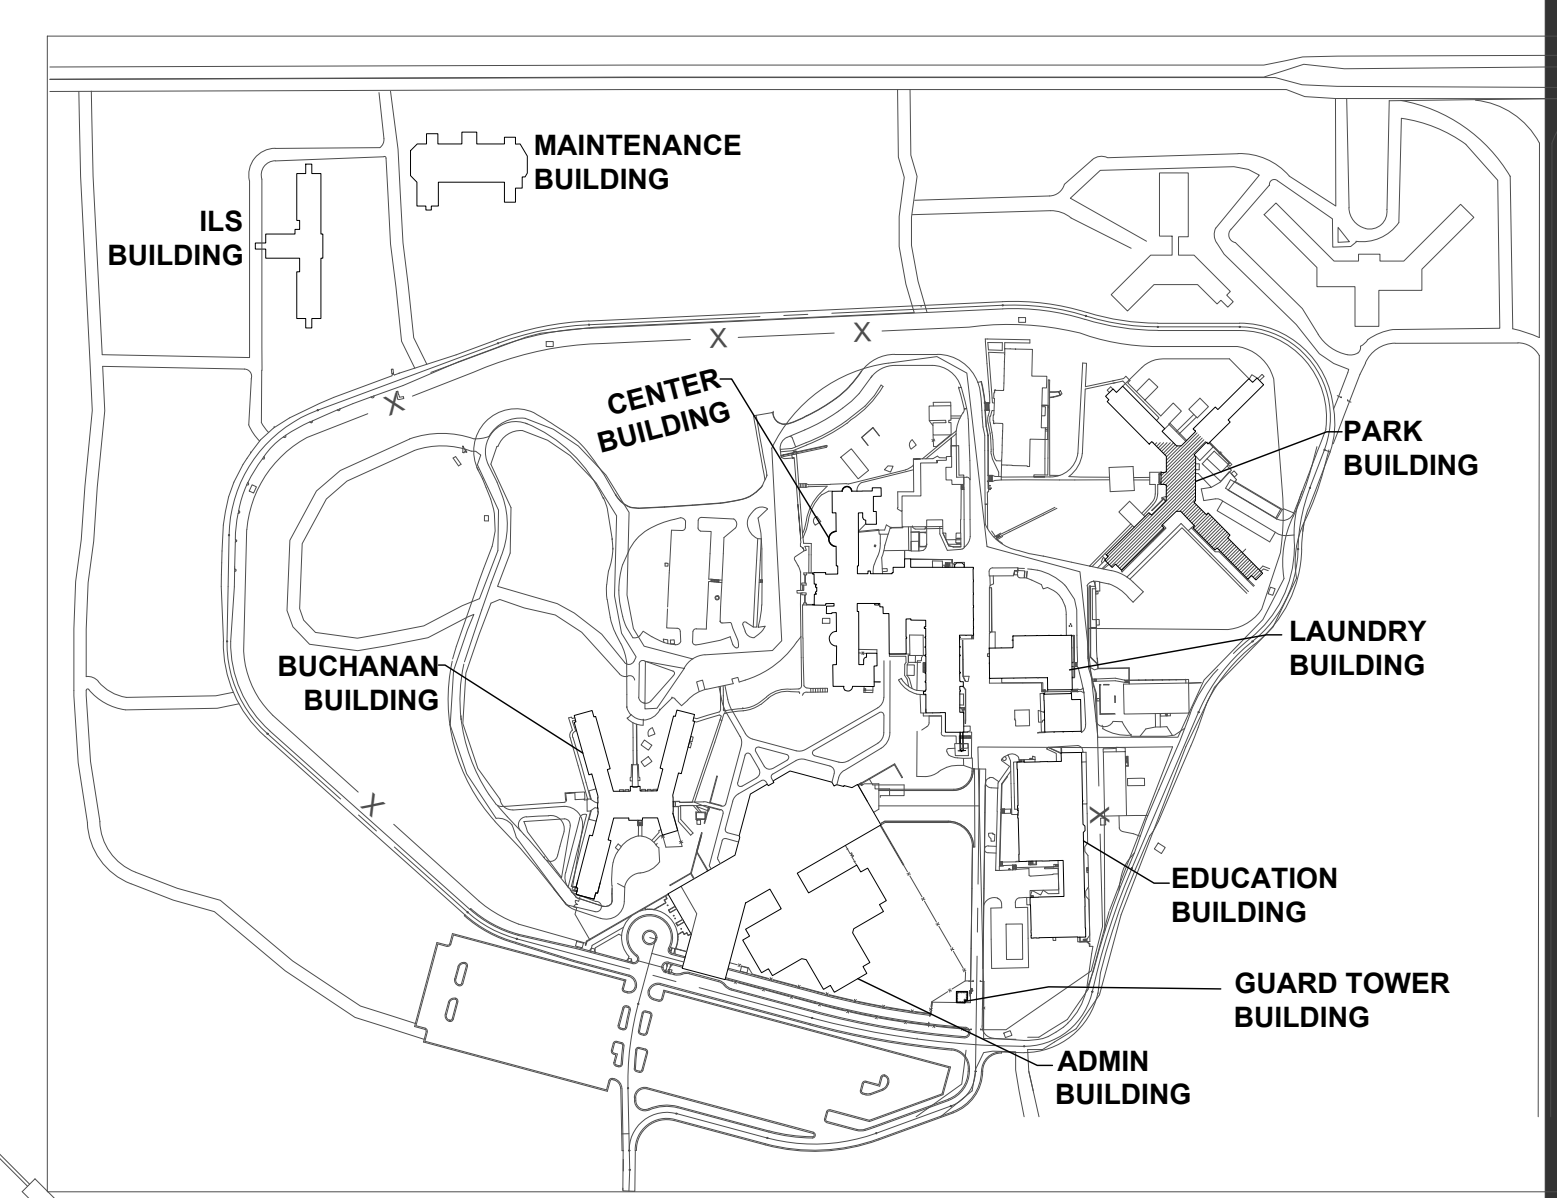 MAINTENANCE
BUILDING
ILS
BUILDING
CENTER
BUILDING
PARK
BUILDING
LAUNDRY
BUILDING
BUCHANAN
BUILDING
EDUCATION
BUILDING
GUARD TOWER
BUILDING
ADMIN
BUILDING
X
X
X
X
X